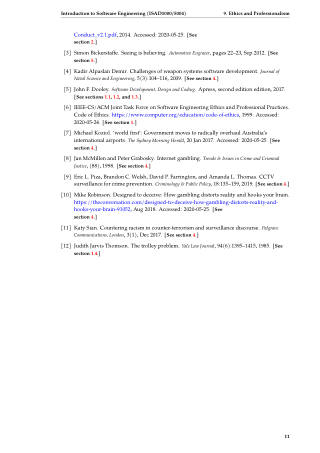 Introduction to Software Engineering (ISAD1000/5004) 9. Ethics and Professionalism
Conduct_v2.1.pdf, 2014. Accessed: 2020-05-25. [See
section 2.]
[3] Simon Bickerstaffe. Seeing is believing. Automotive Engineer, pages 22–23, Sep 2012. [See
section 4.]
[4] Kadir Alpaslan Demir. Challenges of weapon systems software development. Journal of
Naval Science and Engineering, 5(3):104–116, 2009. [See section 4.]
[5] John F. Dooley. Software Development, Design and Coding. Apress, second edition edition, 2017.
[See sections 1.1, 1.2, and 1.3.]
[6] IEEE-CS/ACM Joint Task Force on Software Engineering Ethics and Professional Practices.
Code of Ethics. https://www.computer.org/education/code-of-ethics, 1999. Accessed:
2020-05-24. [See section 1.]
[7] Michael Koziol. 'world first': Government moves to radically overhaul Australia's
international airports. The Sydney Morning Herald, 20 Jan 2017. Accessed: 2020-05-25. [See
section 4.]
[8] Jan McMillen and Peter Grabosky. Internet gambling. Trends & Issues in Crime and Criminal
Justice, (88), 1998. [See section 4.]
[9] Eric L. Piza, Brandon C. Welsh, David P. Farrington, and Amanda L. Thomas. CCTV
surveillance for crime prevention. Criminology & Public Policy, 18:135–159, 2019. [See section 4.]
[10] Mike Robinson. Designed to deceive: How gambling distorts reality and hooks your brain.
https://theconversation.com/designed-to-deceive-how-gambling-distorts-reality-and-
hooks-your-brain-91052, Aug 2018. Accessed: 2020-05-25. [See
section 4.]
[11] Katy Sian. Countering racism in counter-terrorism and surveillance discourse. Palgrave
Communications, London, 3(1), Dec 2017. [See section 4.]
[12] Judith Jarvis Thomson. The trolley problem. Yale Law Journal, 94(6):1395–1415, 1985. [See
section 1.4.]
11